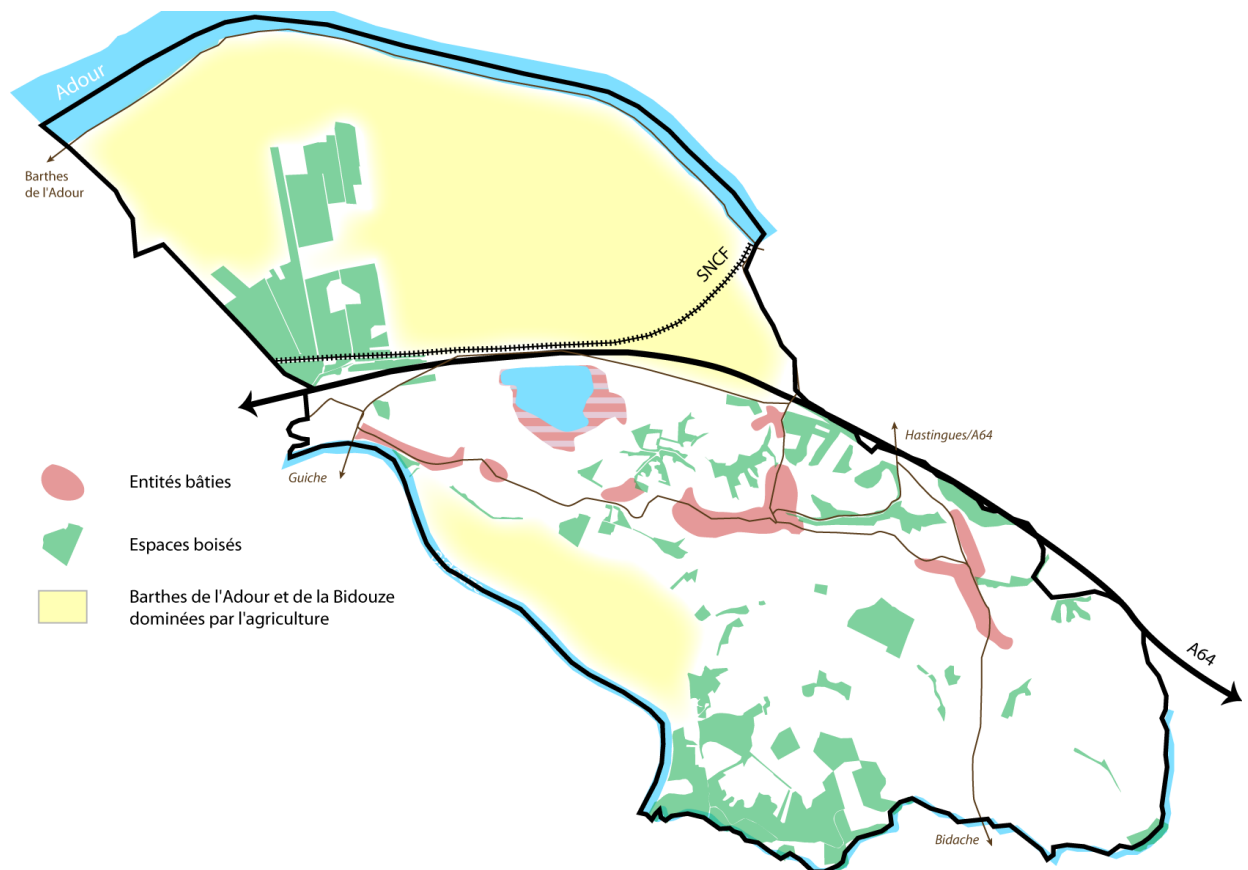 Adour
Barthes
de l'Adour
SNCF
Hastingues/A64
Guiche
Entités bâties
Espaces boisés
Barthes de l'Adour et de la Bidouze
dominées par l'agriculture
A64
Bidache